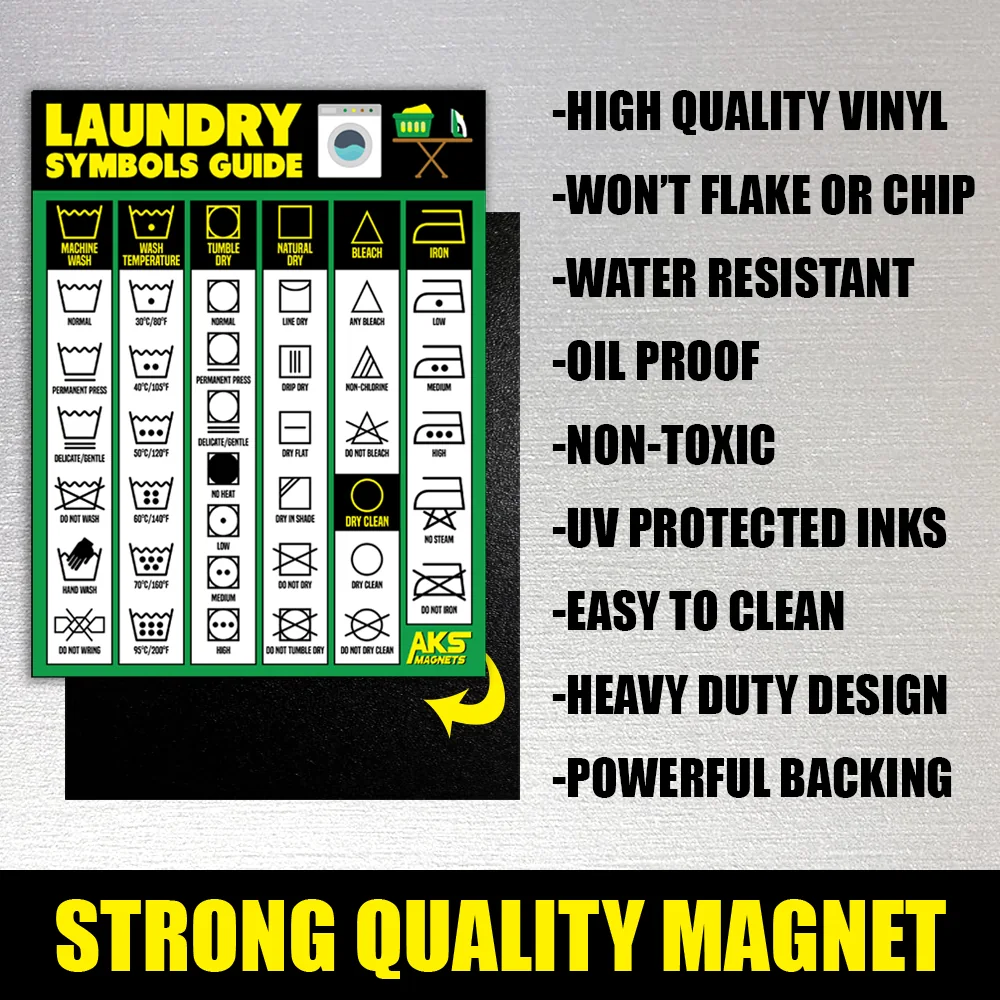 LAUNDRY
SYMBOLS GUIDE
MACHINE
WASH
NORMAL
PERMANENT PRESS
DELICATE/GENTLE
DO NOT WASH
HAND WASH
DO NOT WRING
WASH
TEMPERATURE
30°C/80°F
40°C/105°F
50°C/120°F
60°C/140°F
70°C/160°F
95°C/200°F
TUMBLE
DRY
NORMAL
PERMANENT PRESS
DELICATE/GENTLE
NO HEAT
LOW
MEDIUM
HIGH
NATURAL
DRY
LINE DRY
DRIP DRY
DRY FLAT
DRY IN SHADE
DO NOT DRY
DO NOT TUMBLE DRY
BLEACH
ANY BLEACH
NON-CHLORINE
DO NOT BLEACH
DRY CLEAN
DRY CLEAN
DO NOT DRY CLEAN
IRON
LOW
MEDIUM
HIGH
NO STEAM
DO NOT IRON
AKS
MAGNETS
-HIGH QUALITY VINYL
-WON'T FLAKE OR CHIP
-WATER RESISTANT
-OIL PROOF
-NON-TOXIC
-UV PROTECTED INKS
-EASY TO CLEAN
-HEAVY DUTY DESIGN
-POWERFUL BACKING
STRONG QUALITY MAGNET